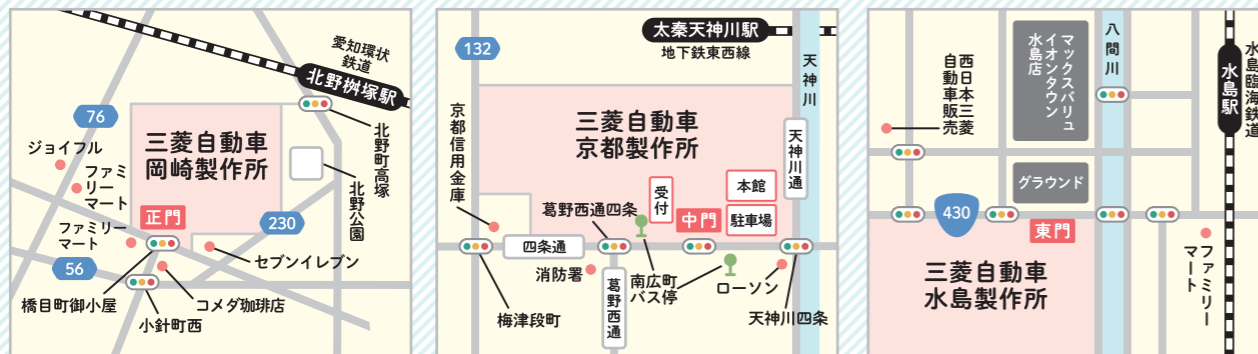 愛知環状
鉄道
北野桝塚駅
76
三菱自動車
岡崎製作所
ジョイフル
ファミ
リー
マート
北野町高塚
北野公園
正門
230
ファミリー
マート
セブンイレブン
56
橋目町御小屋
コメダ珈琲店
小針町西
太秦天神川駅
地下鉄東西線
132
天神川
三菱自動車
京都製作所
京都信用金庫
天神川通
受付
本館
葛野西通四条
中門
駐車場
四条通
消防署
南広町
バス停
ローソン
葛野西通
梅津段町
天神川四条
マックスバリュ
イオンタウン
水島店
八間川
水島臨海鉄道
水島駅
西日本三菱
自動車販売
グラウンド
430
東門
ファミリー
マート
三菱自動車
水島製作所